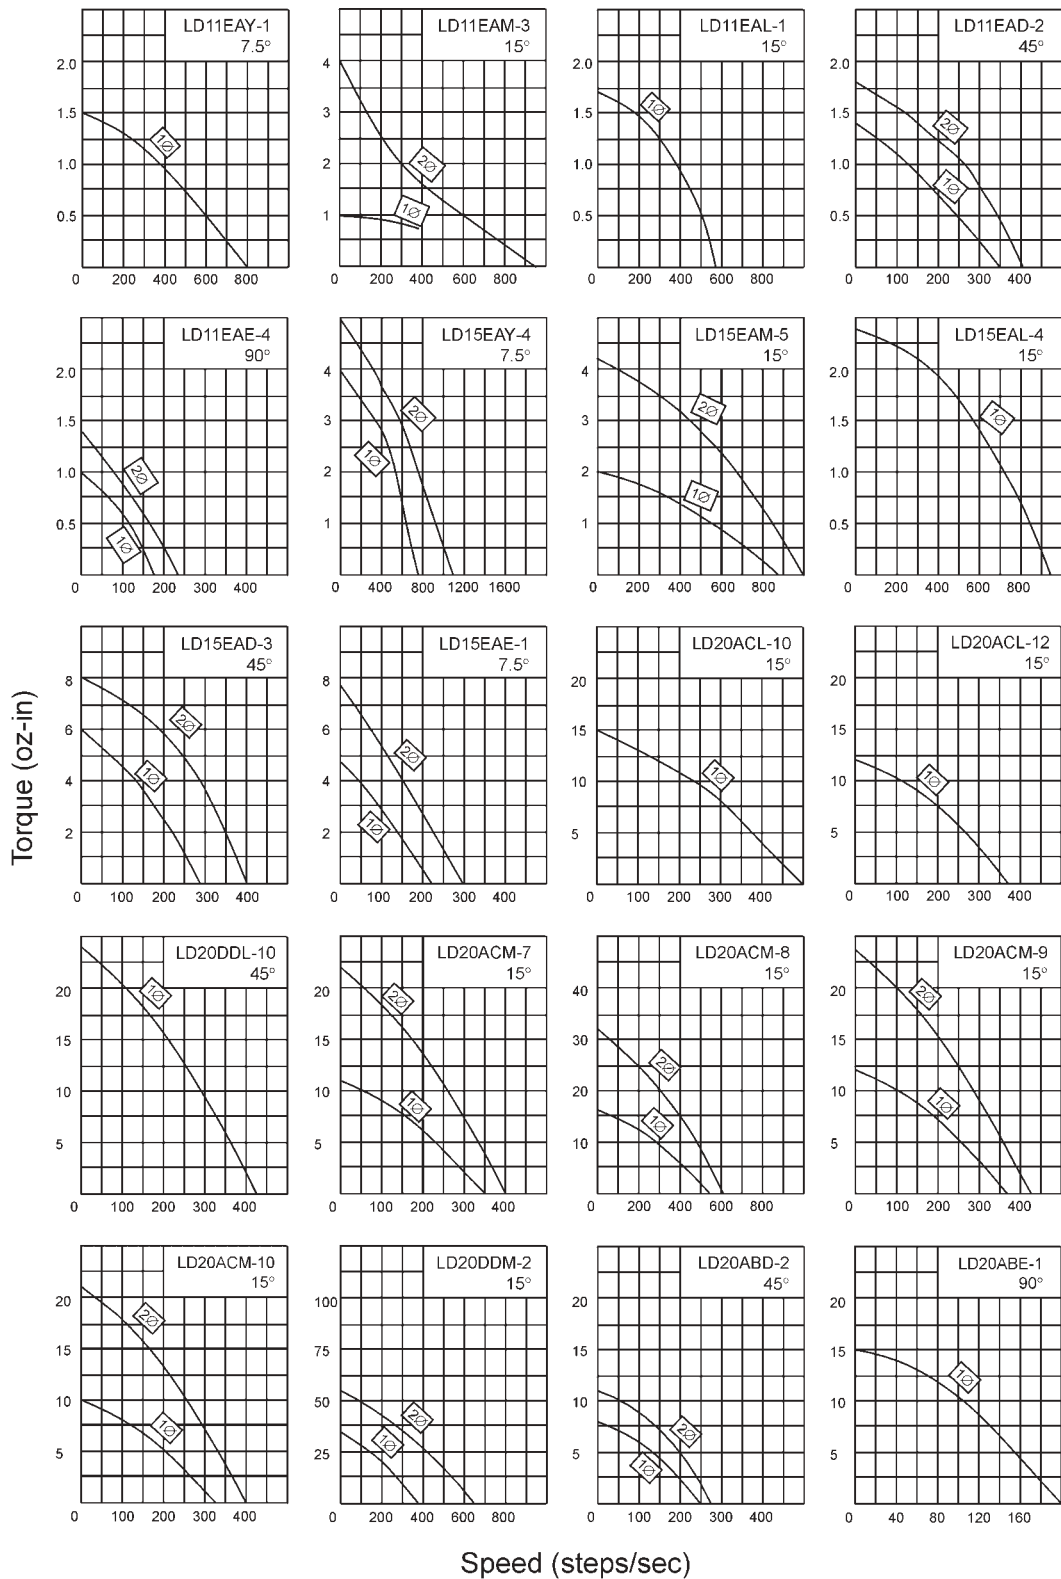 LD11EAY-1
7.5°
2.0
1.5
1.0
0.5
1Ø
0 200 400 600 800
LD11EAM-3
15°
4
3
2
1
2Ø
1Ø
0 200 400 600 800
LD11EAL-1
15°
2.0
1.5
1.0
0.5
1Ø
0 200 400 600 800
LD11EAD-2
45°
2.0
1.5
1.0
0.5
2Ø
1Ø
0 100 200 300 400
LD11EAE-4
90°
2.0
1.5
1.0
0.5
2Ø
1Ø
0 100 200 300 400
LD15EAY-4
7.5°
4
3
2
1
2Ø
1Ø
0 400 800 1200 1600
LD15EAM-5
15°
4
3
2
1
2Ø
1Ø
0 200 400 600 800
LD15EAL-4
15°
2.0
1.5
1.0
0.5
1Ø
0 200 400 600 800
Torque (oz-in)
LD15EAD-3
45°
8
6
4
2
2Ø
1Ø
0 100 200 300 400
LD15EAE-1
7.5°
8
6
4
2
2Ø
1Ø
0 100 200 300 400
LD20ACL-10
15°
20
15
10
5
1Ø
0 100 200 300 400
LD20ACL-12
15°
20
15
10
5
1Ø
0 100 200 300 400
LD20DDL-10
45°
20
15
10
5
1Ø
0 100 200 300 400
LD20ACM-7
15°
20
15
10
5
2Ø
1Ø
0 100 200 300 400
LD20ACM-8
15°
40
30
20
10
2Ø
1Ø
0 200 400 600 800
LD20ACM-9
15°
20
15
10
5
2Ø
1Ø
0 100 200 300 400
LD20ACM-10
15°
20
15
10
5
2Ø
1Ø
0 100 200 300 400
LD20DDM-2
15°
100
75
50
25
2Ø
1Ø
0 200 400 600 800
LD20ABD-2
45°
20
15
10
5
2Ø
1Ø
0 100 200 300 400
LD20ABE-1
90°
20
15
10
5
1Ø
0 40 80 120 160
Speed (steps/sec)